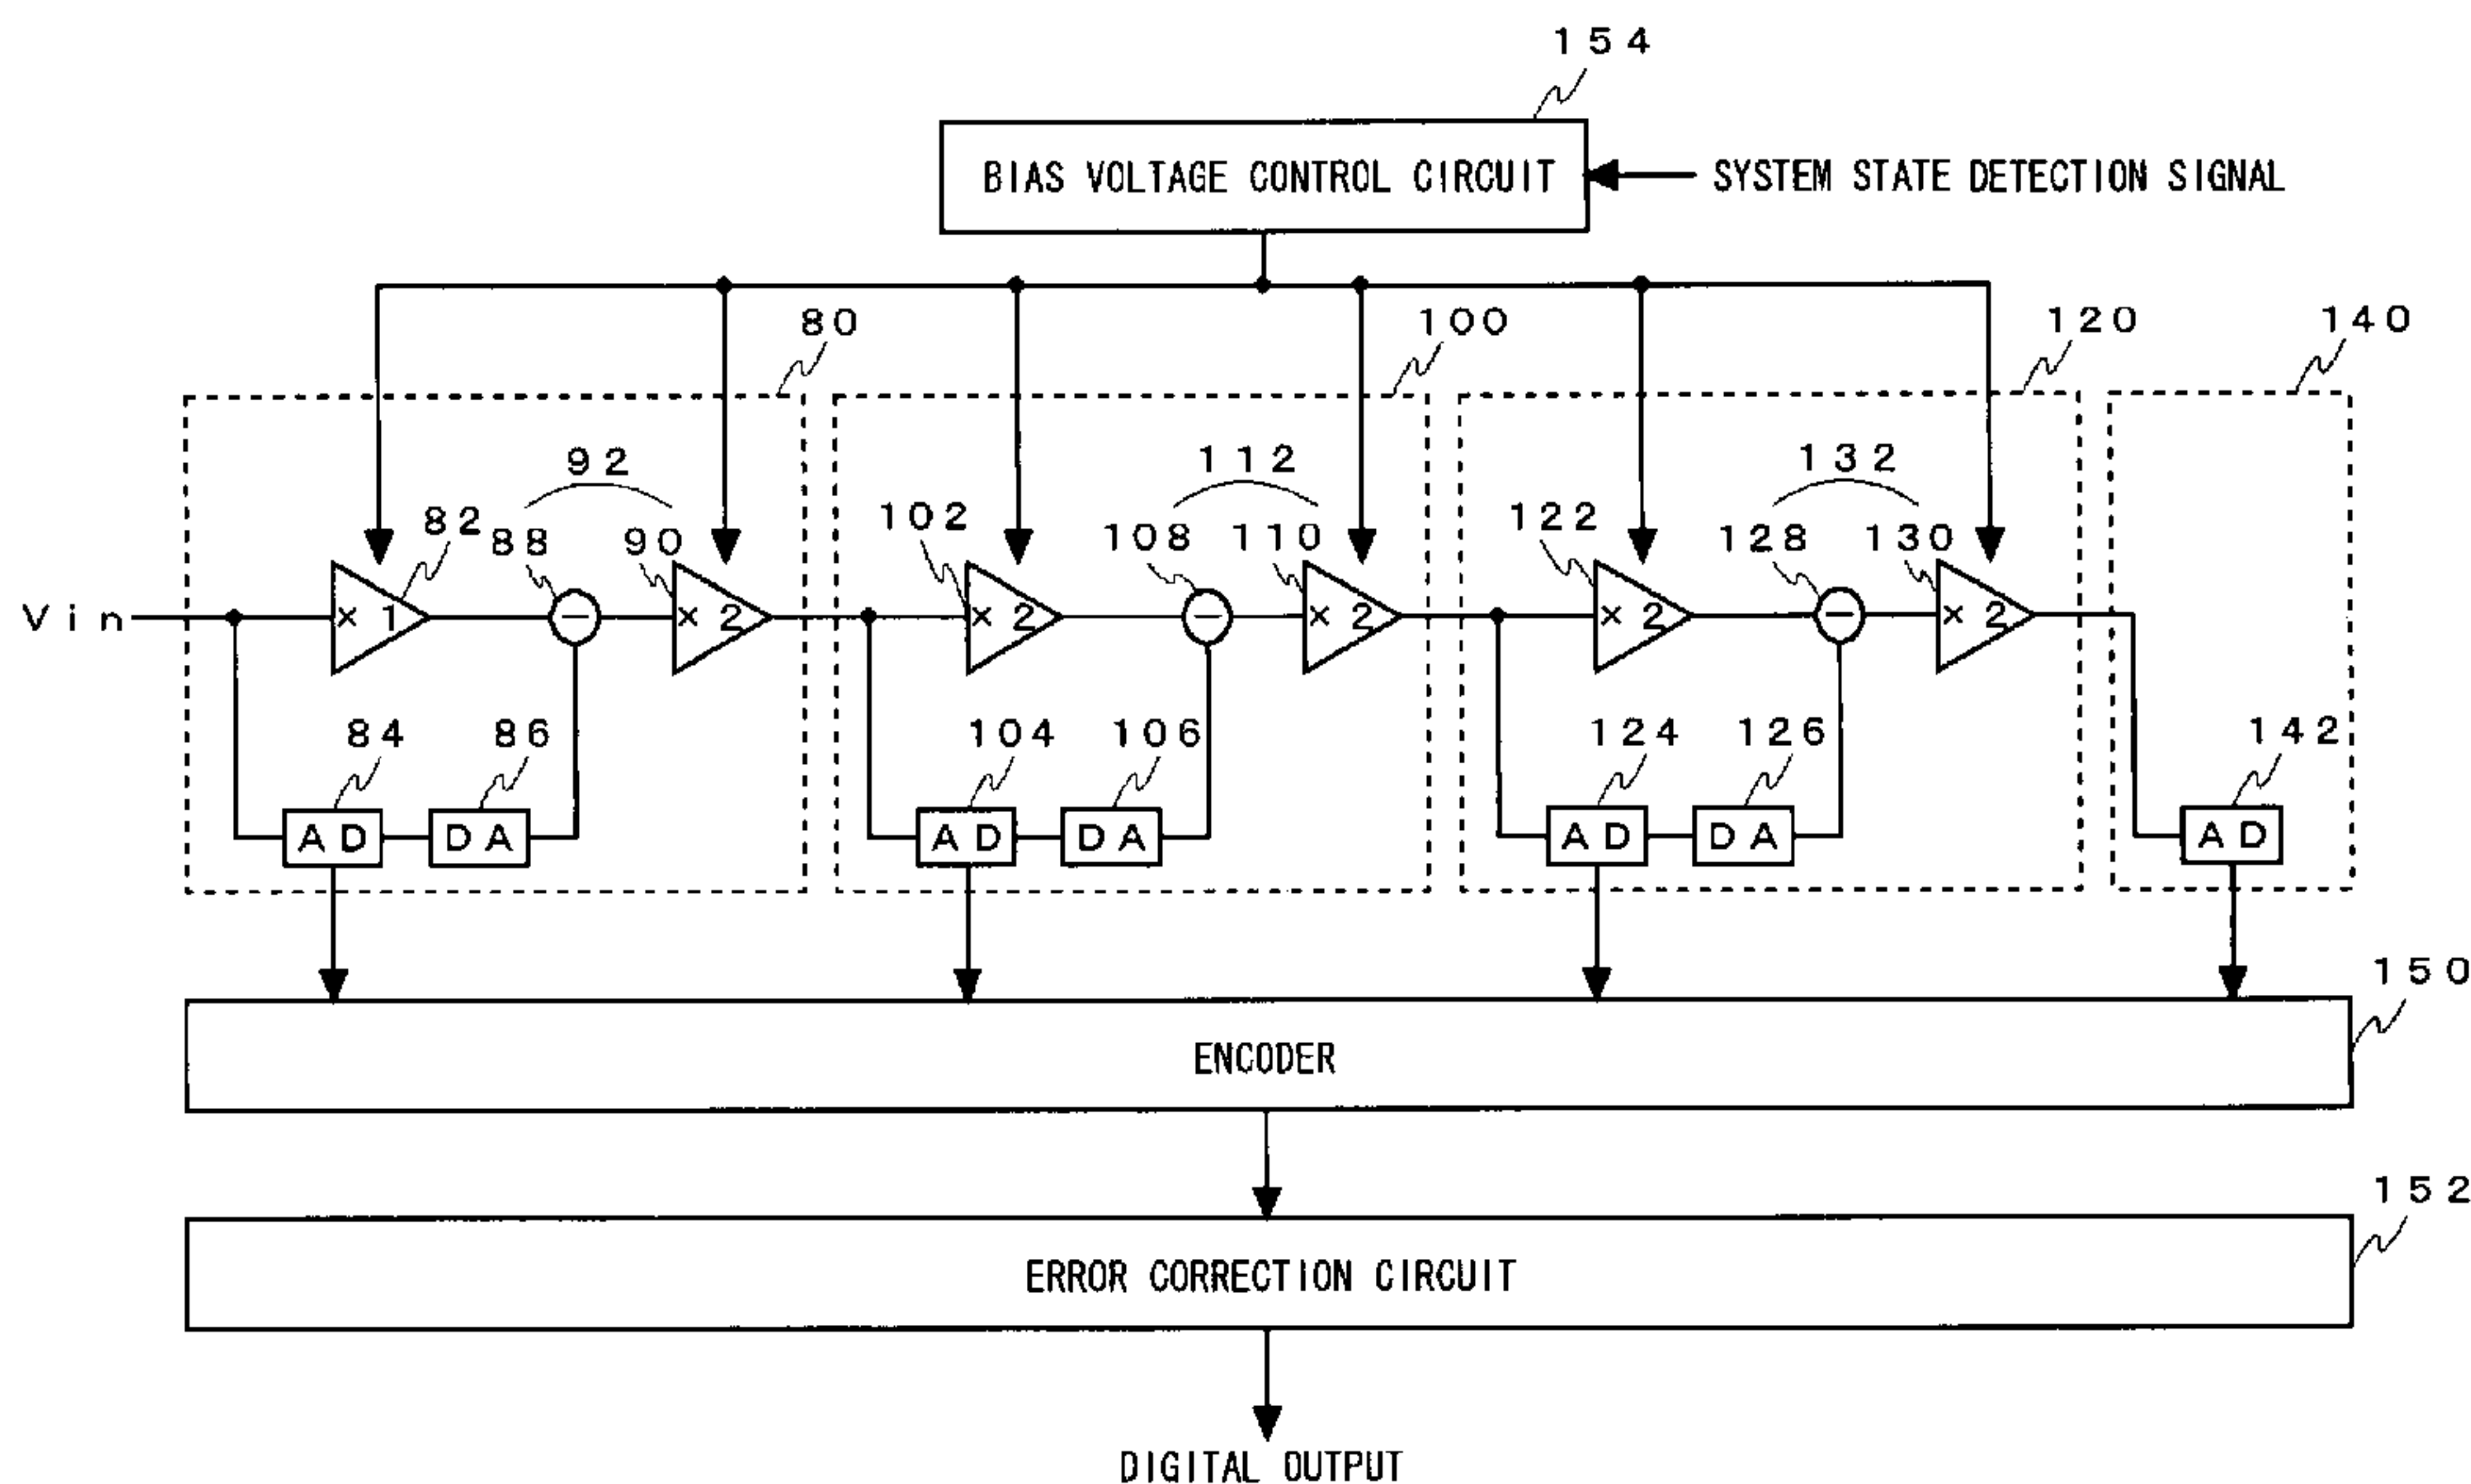 154
BIAS VOLTAGE CONTROL CIRCUIT
SYSTEM STATE DETECTION SIGNAL
80
100
120
140
92
112
132
82
88
90
102
108
110
122
128
130
Vin
×1
−
×2
×2
−
×2
×2
−
×2
84
86
104
106
124
126
142
AD
DA
AD
DA
AD
DA
AD
150
ENCODER
152
ERROR CORRECTION CIRCUIT
DIGITAL OUTPUT